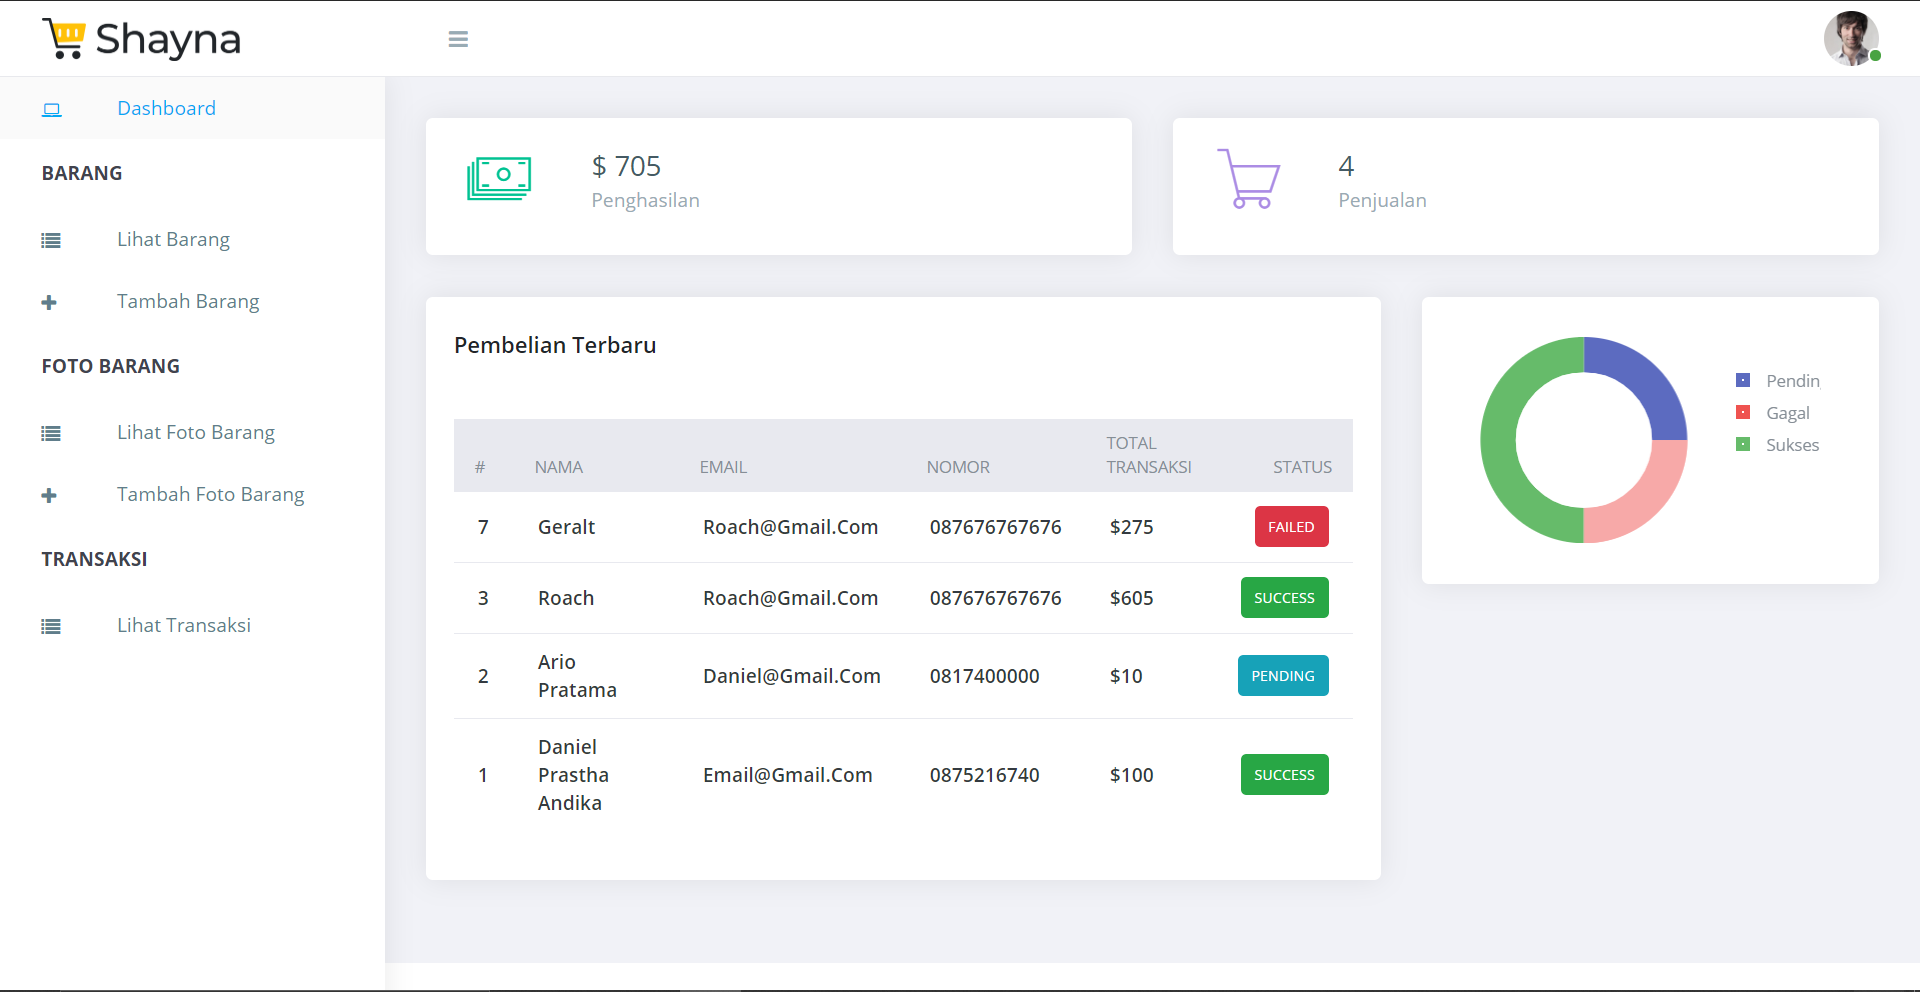 Shayna
Dashboard
BARANG
Lihat Barang
Tambah Barang
FOTO BARANG
Lihat Foto Barang
Tambah Foto Barang
TRANSAKSI
Lihat Transaksi
$ 705
Penghasilan
4
Penjualan
Pembelian Terbaru
# NAMA EMAIL NOMOR TOTAL TRANSAKSI STATUS
7 Geralt Roach@Gmail.Com 087676767676 $275 FAILED
3 Roach Roach@Gmail.Com 087676767676 $605 SUCCESS
2 Ario Pratama Daniel@Gmail.Com 0817400000 $10 PENDING
1 Daniel Prastha Andika Email@Gmail.Com 0875216740 $100 SUCCESS
Pendin
Gagal
Sukses